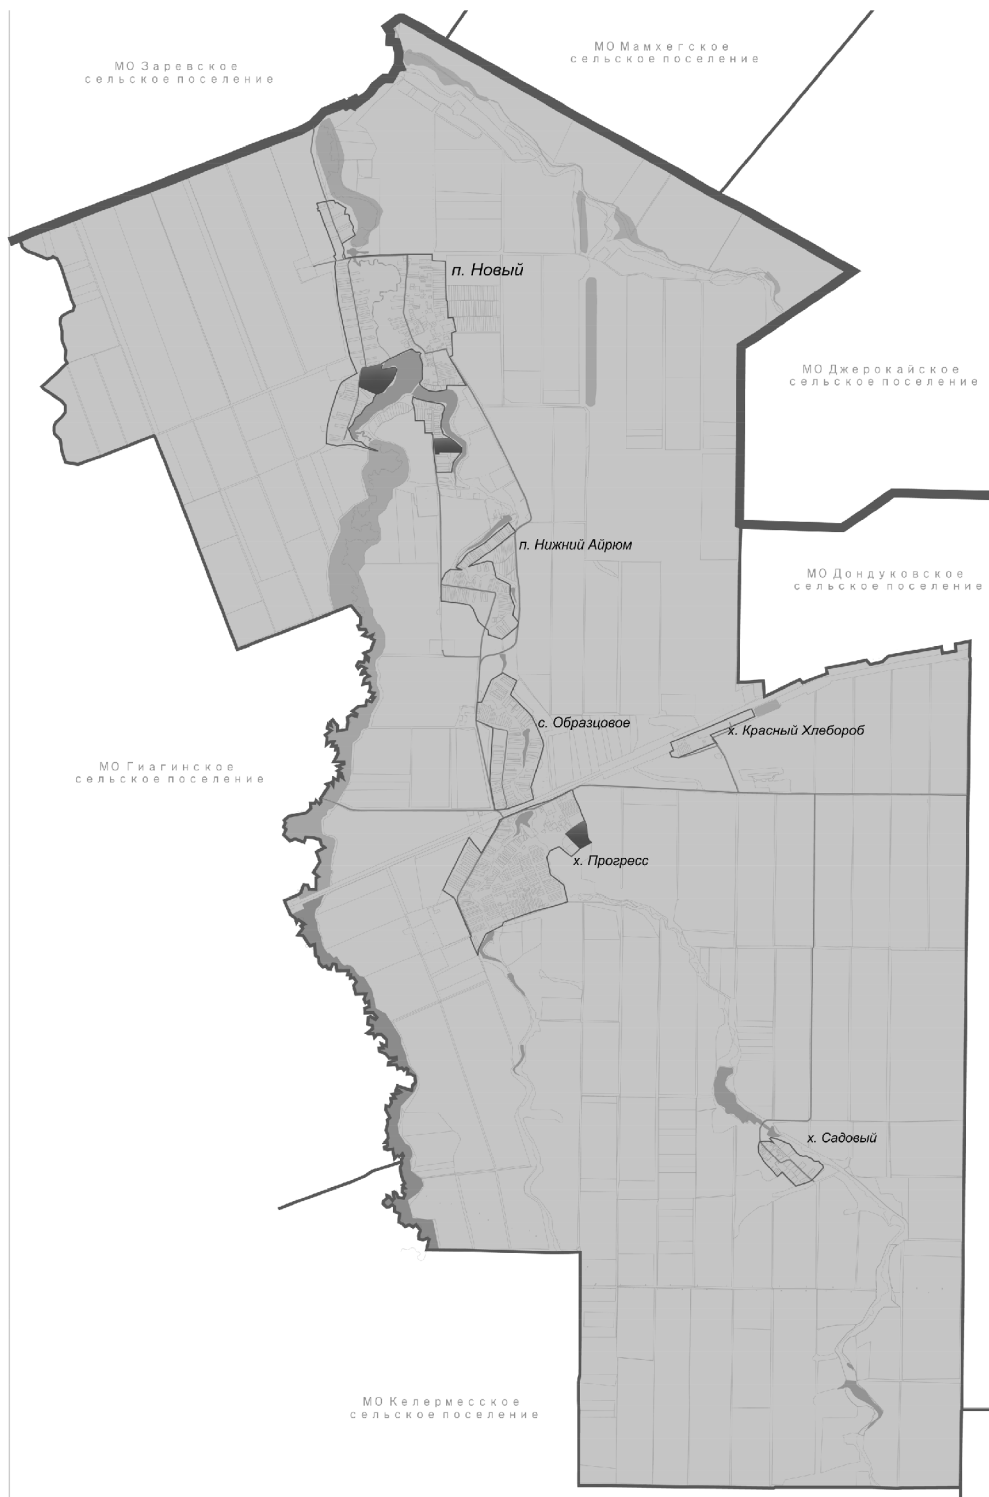 МО Мамхегское
сельское поселение
МО Заревское
сельское поселение
п. Новый
МО Джерокайское
сельское поселение
п. Нижний Айрюм
МО Дондуковское
сельское поселение
с. Образцовое
х. Красный Хлебороб
МО Гиагинское
сельское поселение
х. Прогресс
х. Садовый
МО Келермесское
сельское поселение